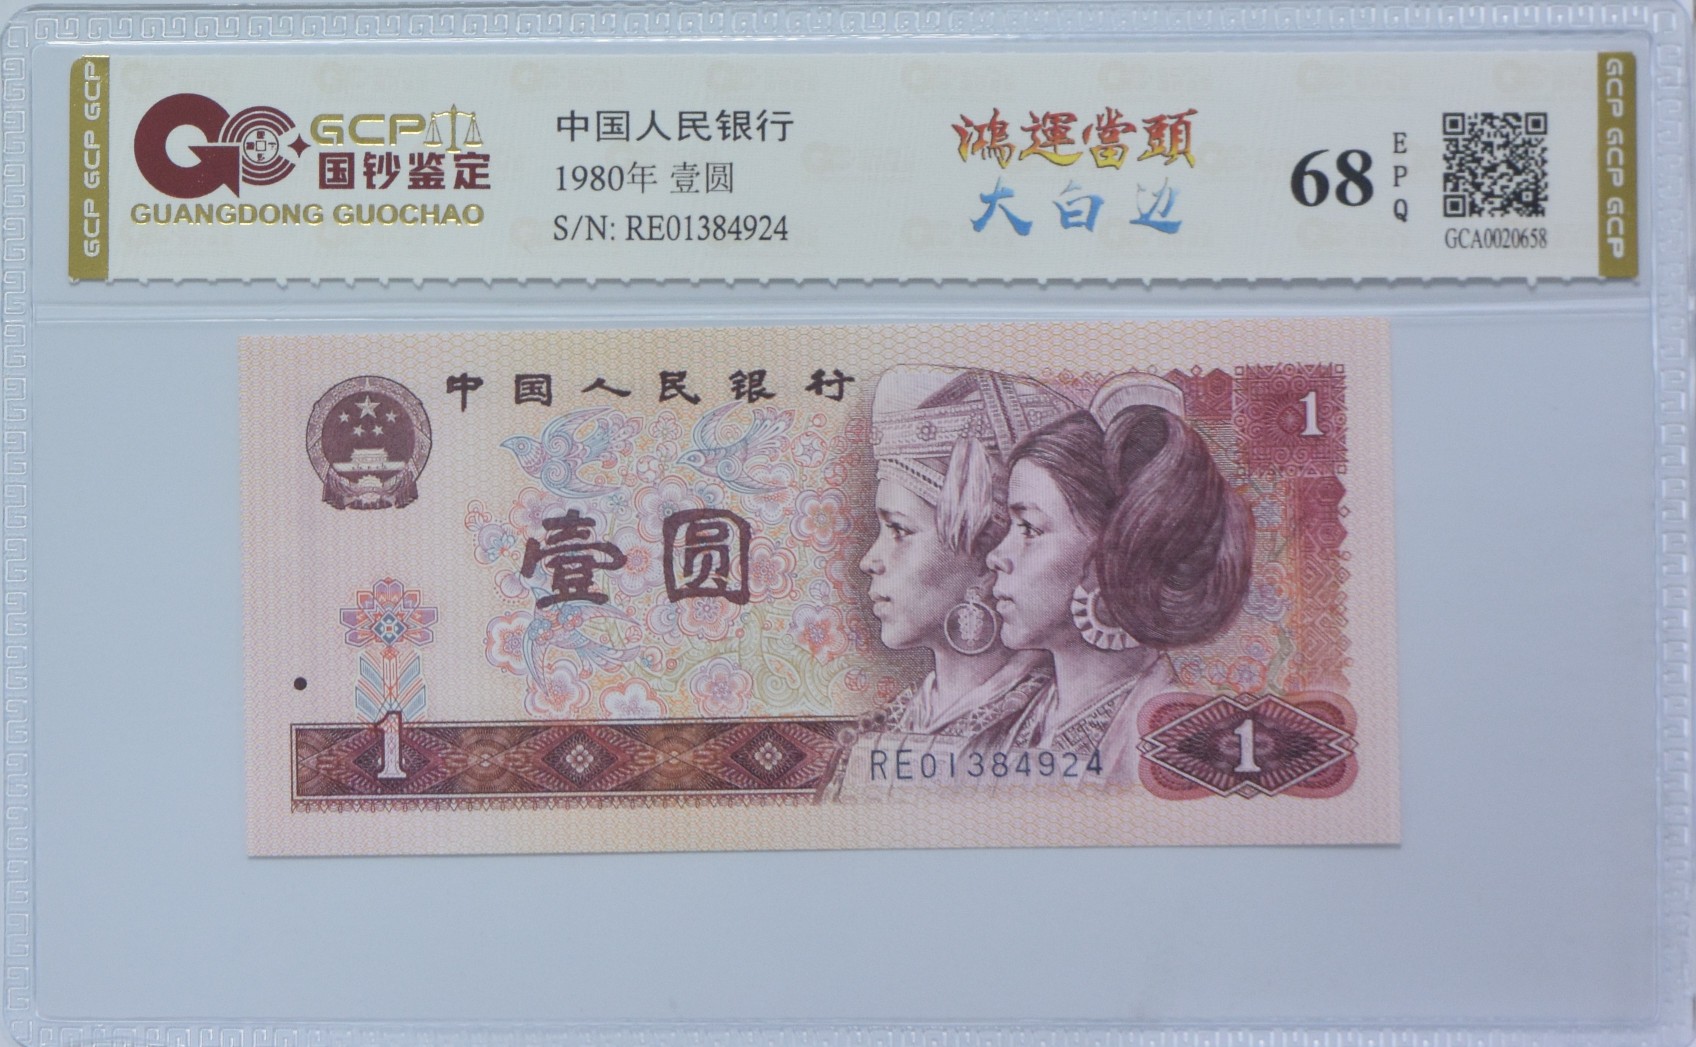 GCP GCP GCP
GCP
国钞鉴定
GUANGDONG GUOCHAO
中国人民银行
1980年 壹圆
S/N: RE01384924
鴻運當頭
大白边
68
EPQ
GCA0020658
GCP GCP GCP
中国人民银行
1
壹圆
1
RE01384924
1